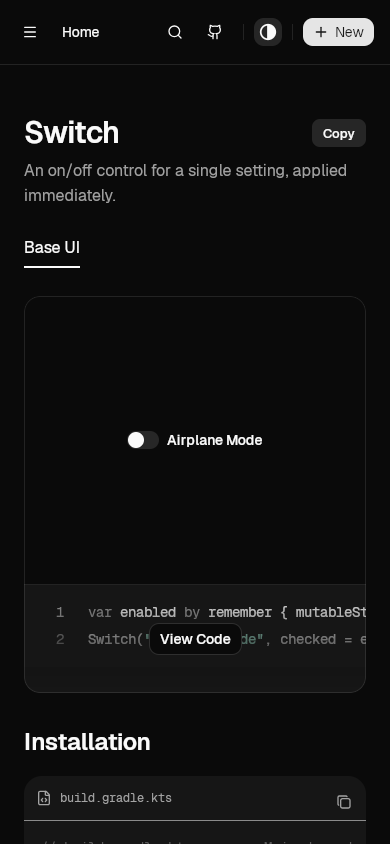 Home
New
Switch
Copy
An on/off control for a single setting, applied
immediately.
Base UI
Airplane Mode
1 var enabled by remember { mutableSt
2 Switch(" de", checked = e
View Code
Installation
build.gradle.kts